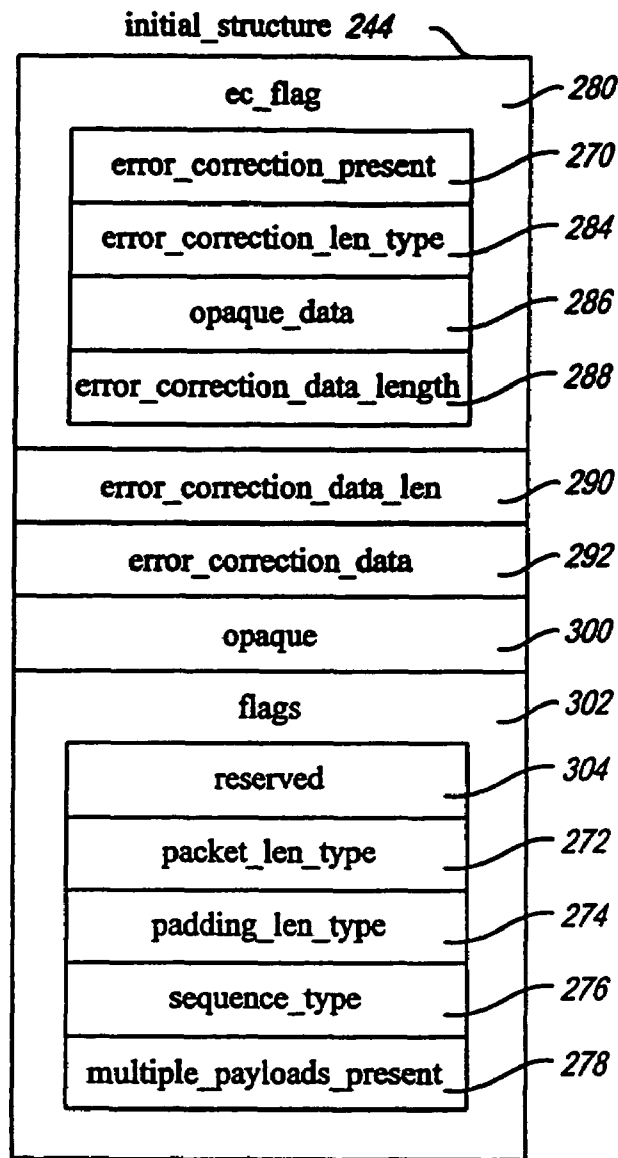 initial_structure 244
ec_flag 280
error_correction_present 270
error_correction_len_type 284
opaque_data 286
error_correction_data_length 288
error_correction_data_len 290
error_correction_data 292
opaque 300
flags 302
reserved 304
packet_len_type 272
padding_len_type 274
sequence_type 276
multiple_payloads_present 278